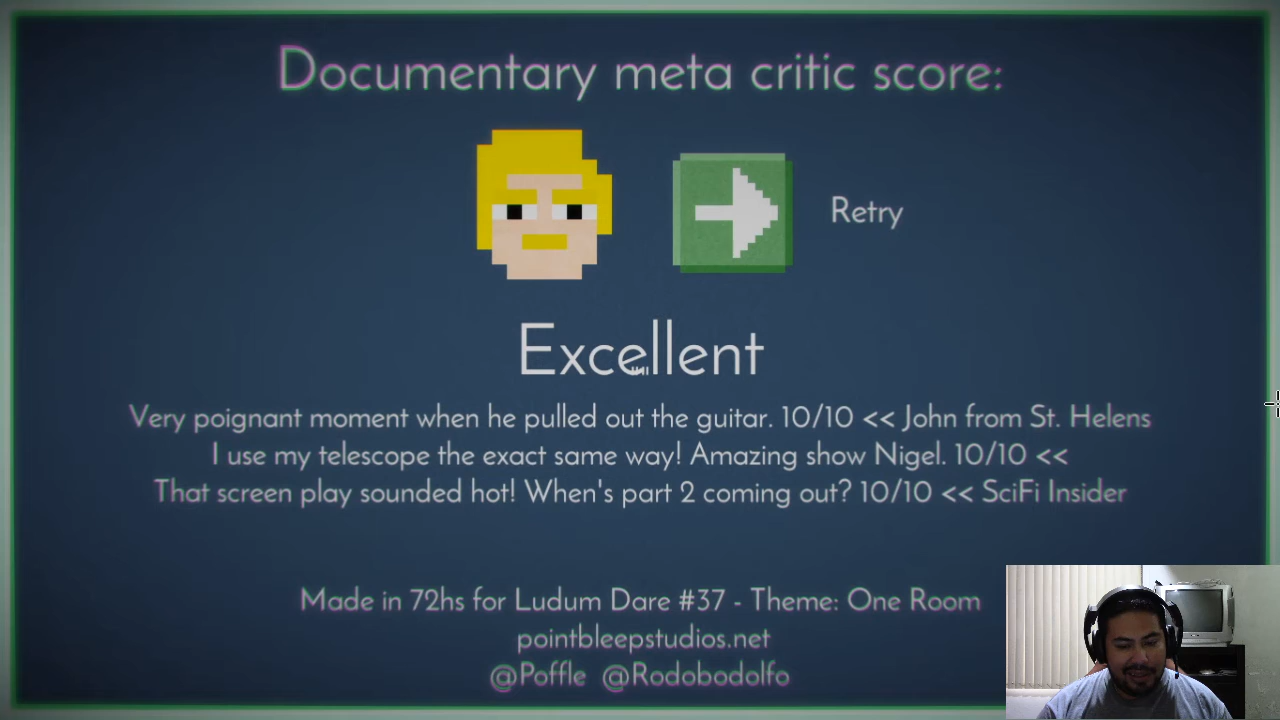 Documentary meta critic score:
Retry
Excellent
Very poignant moment when he pulled out the guitar. 10/10 << John from St. Helens
I use my telescope the exact same way! Amazing show Nigel. 10/10 <<
That screen play sounded hot! When's part 2 coming out? 10/10 << SciFi Insider
Made in 72hs for Ludum Dare #37 - Theme: One Room
pointbleepstudios.net
@Poffle @Rodobodolfo